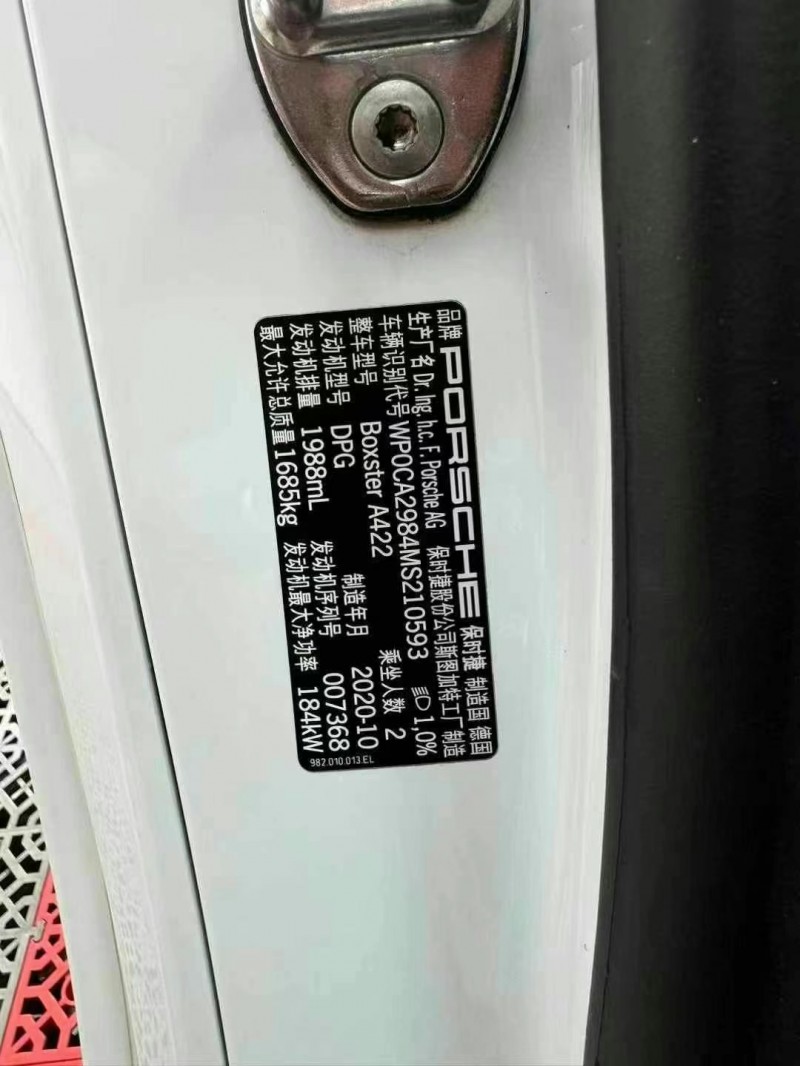 品牌 PORSCHE 保时捷 制造国 德国
生产厂名 Dr. Ing. h.c. F. Porsche AG 保时捷股份公司斯图加特工厂制造
车辆识别代号 WP0CA2984MS210593 1,0%
整车型号 Boxster A422 乘坐人数 2
发动机型号 DPG 制造年月 2020-10
发动机排量 1988mL 发动机序列号 007368
最大允许总质量 1685kg 发动机最大净功率 184kW
982.010.013.EL